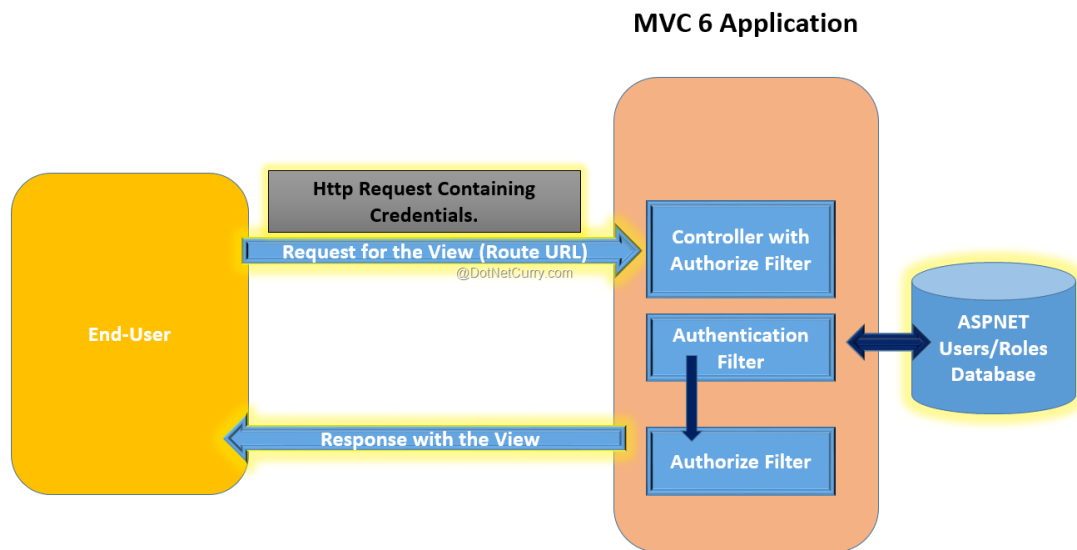 MVC 6 Application
Http Request Containing
Credentials.
Request for the View (Route URL)
@DotNetCurry.com
Controller with
Authorize Filter
End-User
Authentication
Filter
ASPNET
Users/Roles
Database
Response with the View
Authorize Filter